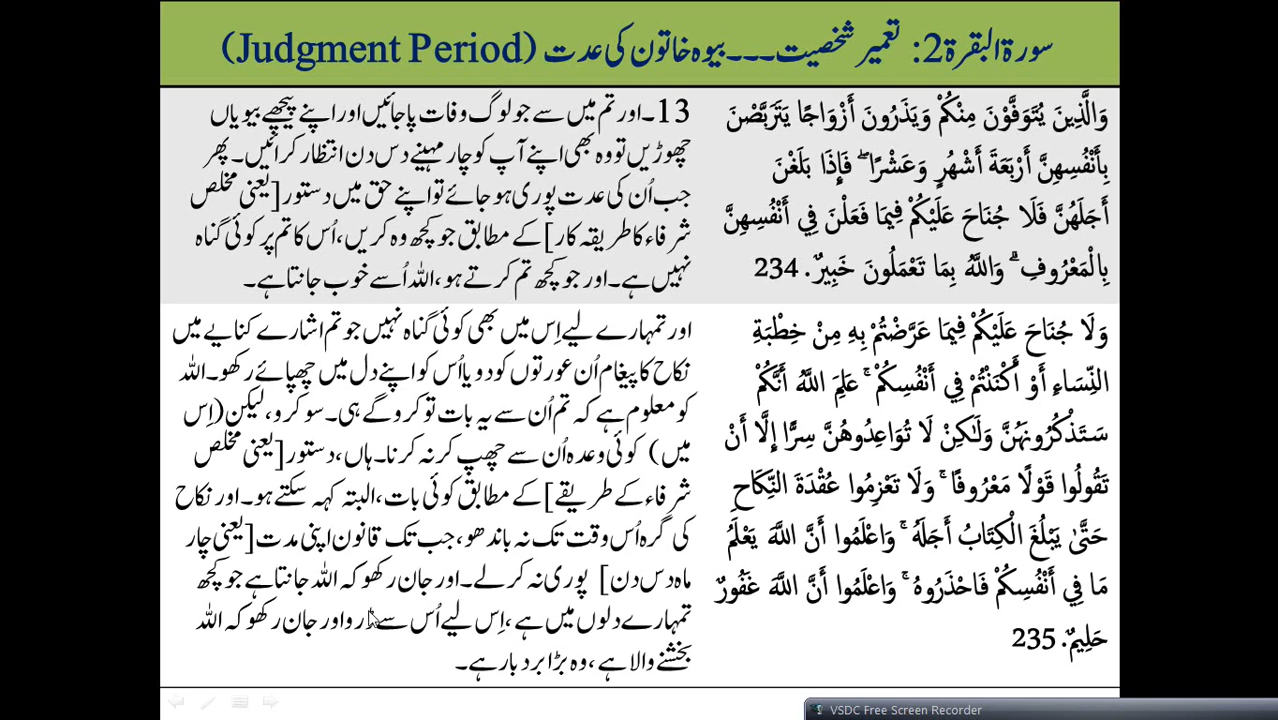 سورۃ البقرۃ 2: تعمیر شخصیت۔۔۔بیوہ خاتون کی عدت (Judgment Period)
وَالَّذِينَ يُتَوَفَّوْنَ مِنْكُمْ وَيَذَرُونَ أَزْوَاجًا يَتَرَبَّصْنَ
بِأَنْفُسِهِنَّ أَرْبَعَةَ أَشْهُرٍ وَعَشْرًا ۖ فَإِذَا بَلَغْنَ
أَجَلَهُنَّ فَلَا جُنَاحَ عَلَيْكُمْ فِيمَا فَعَلْنَ فِي أَنْفُسِهِنَّ
بِالْمَعْرُوفِ ۗ وَاللَّهُ بِمَا تَعْمَلُونَ خَبِيرٌ. 234
13۔اور تم میں سے جو لوگ وفات پا جائیں اور اپنے پیچھے بیویاں
چھوڑیں تو وہ بھی اپنے آپ کو چار مہینے دس دن انتظار کرائیں۔ پھر
جب اُن کی عدت پوری ہو جائے تو اپنے حق میں دستور [یعنی مخلص
شرفاء کا طریقہ کار] کے مطابق جو کچھ وہ کریں، اُس کا تم پر کوئی گناہ
نہیں ہے۔ اور جو کچھ تم کرتے ہو، اللہ اُسے خوب جانتا ہے۔
وَلَا جُنَاحَ عَلَيْكُمْ فِيمَا عَرَّضْتُمْ بِهِ مِنْ خِطْبَةِ
النِّسَاءِ أَوْ أَكْنَنْتُمْ فِي أَنْفُسِكُمْ ۚ عَلِمَ اللَّهُ أَنَّكُمْ
سَتَذْكُرُونَهُنَّ وَلَٰكِنْ لَا تُوَاعِدُوهُنَّ سِرًّا إِلَّا أَنْ
تَقُولُوا قَوْلًا مَعْرُوفًا ۚ وَلَا تَعْزِمُوا عُقْدَةَ النِّكَاحِ
حَتَّىٰ يَبْلُغَ الْكِتَابُ أَجَلَهُ ۚ وَاعْلَمُوا أَنَّ اللَّهَ يَعْلَمُ
مَا فِي أَنْفُسِكُمْ فَاحْذَرُوهُ ۚ وَاعْلَمُوا أَنَّ اللَّهَ غَفُورٌ
حَلِيمٌ. 235
اور تمہارے لیے اِس میں بھی کوئی گناہ نہیں جو تم اشارے کنایے میں
نکاح کا پیغام اُن عورتوں کو دو یا اُس کو اپنے دل میں چھپائے رکھو۔ اللہ
کو معلوم ہے کہ تم اُن سے یہ بات تو کرو گے ہی۔ سو کرو، لیکن (اِس
میں) کوئی وعدہ اُن سے چھپ کر نہ کرنا۔ ہاں، دستور [یعنی مخلص
شرفاء کے طریقے] کے مطابق کوئی بات، البتہ کہہ سکتے ہو۔ اور نکاح
کی گرہ اُس وقت تک نہ باندھو، جب تک قانون اپنی مدت [یعنی چار
ماہ دس دن] پوری نہ کر لے۔ اور جان رکھو کہ اللہ جانتا ہے جو کچھ
تمہارے دلوں میں ہے، اِس لیے اُس سے ڈرو اور جان رکھو کہ اللہ
بخشنے والا ہے، وہ بڑا بردبار ہے۔
VSDC Free Screen Recorder